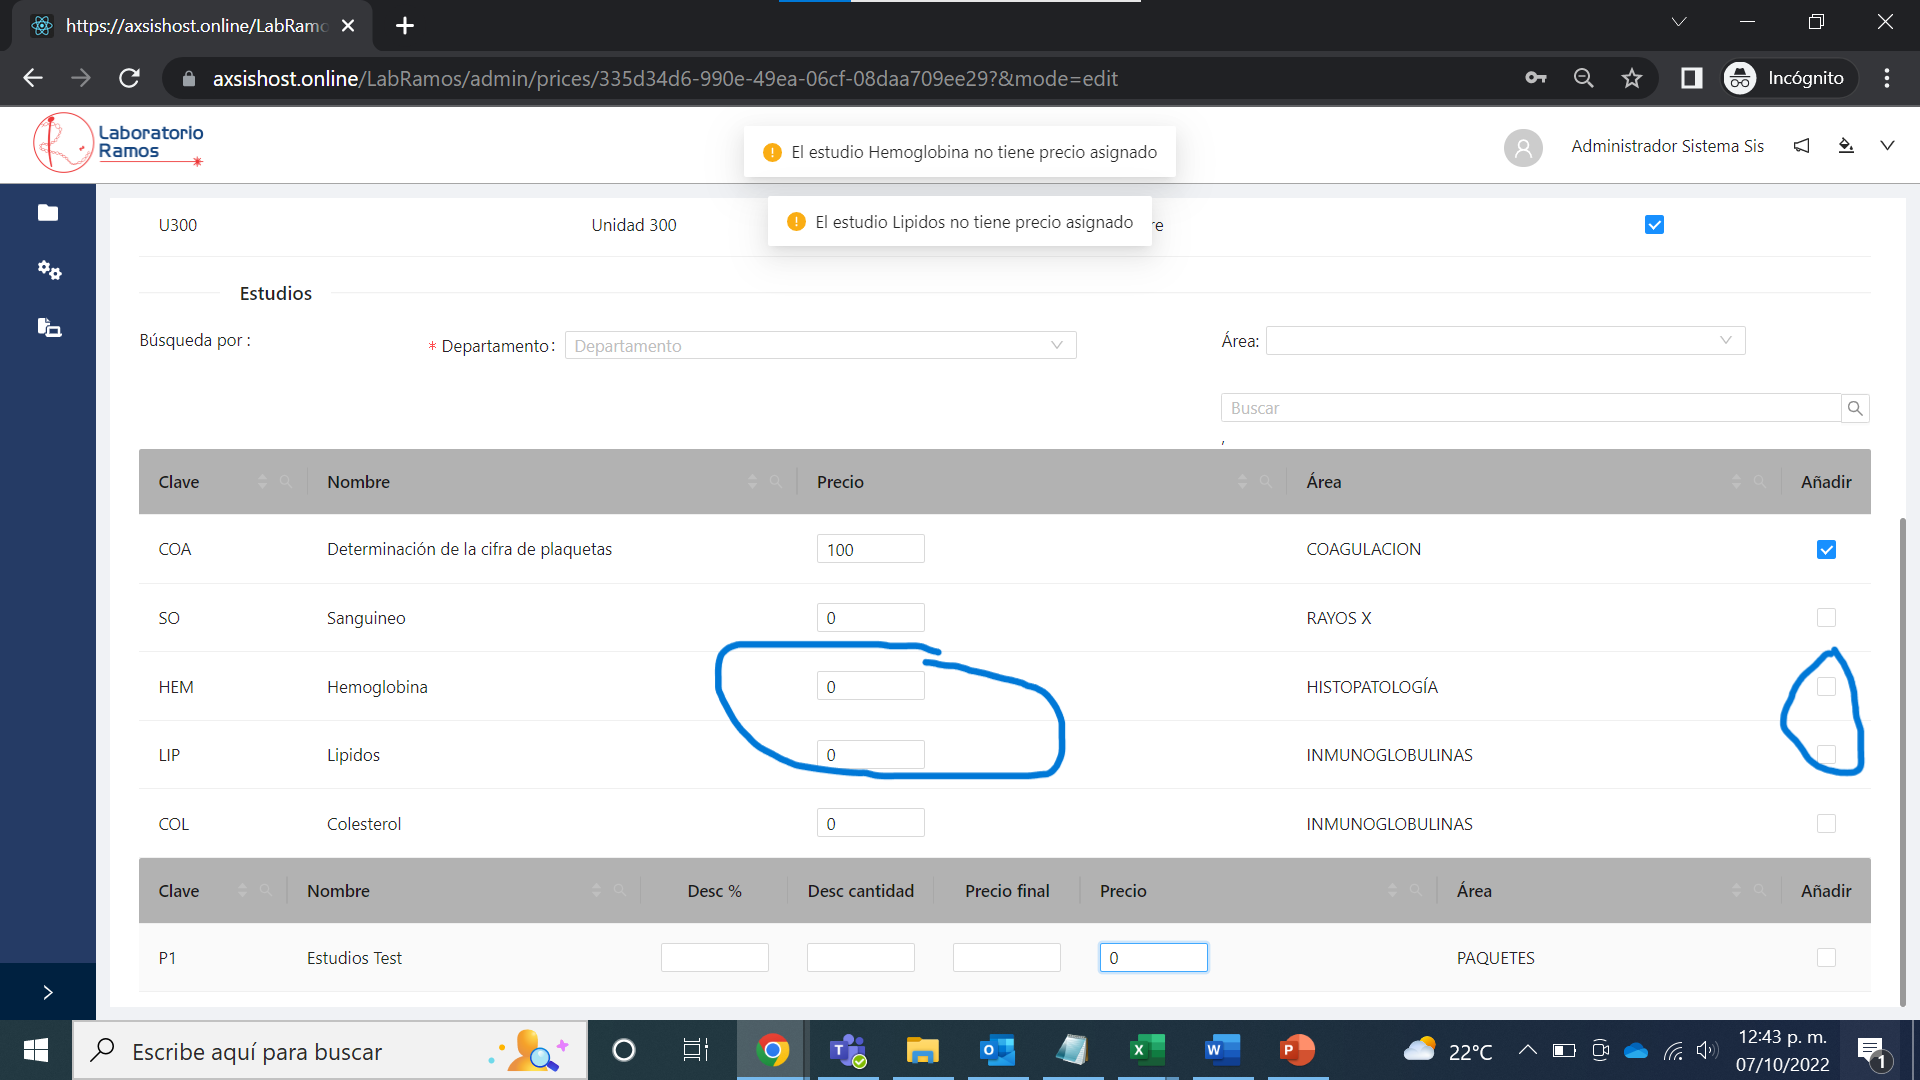 https://axsishost.online/LabRamo
axsishost.online/LabRamos/admin/prices/335d34d6-990e-49ea-06cf-08daa709ee29?&mode=edit
Incógnito
Laboratorio
Ramos
El estudio Hemoglobina no tiene precio asignado
Administrador Sistema Sis
El estudio Lipidos no tiene precio asignado
U300 Unidad 300 re
Estudios
Búsqueda por : * Departamento: Departamento Área:
Buscar
,
Clave Nombre Precio Área Añadir
COA Determinación de la cifra de plaquetas 100 COAGULACION
SO Sanguineo 0 RAYOS X
HEM Hemoglobina 0 HISTOPATOLOGÍA
LIP Lipidos 0 INMUNOGLOBULINAS
COL Colesterol 0 INMUNOGLOBULINAS
Clave Nombre Desc % Desc cantidad Precio final Precio Área Añadir
P1 Estudios Test 0 PAQUETES
Escribe aquí para buscar
22°C
12:43 p. m.
07/10/2022
1